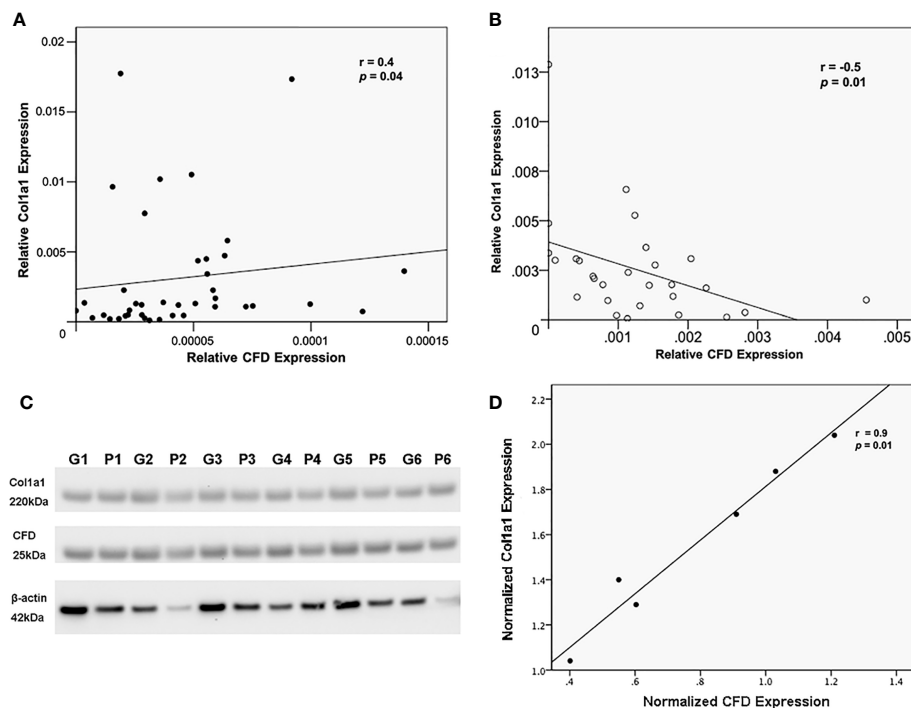 A
r = 0.4
p = 0.04
Relative Col1a1 Expression
0.02
0.015
0.01
0.005
0
0.00005
0.0001
0.00015
Relative CFD Expression
B
r = -0.5
p = 0.01
Relative Col1a1 Expression
.013
.010
.008
.005
.003
0
.001
.002
.003
.004
.005
Relative CFD Expression
C
G1 P1 G2 P2 G3 P3 G4 P4 G5 P5 G6 P6
Col1a1
220kDa
CFD
25kDa
β-actin
42kDa
D
r = 0.9
p = 0.01
Normalized Col1a1 Expression
2.2
2.0
1.8
1.6
1.4
1.2
1.0
.4
.6
.8
1.0
1.2
1.4
Normalized CFD Expression